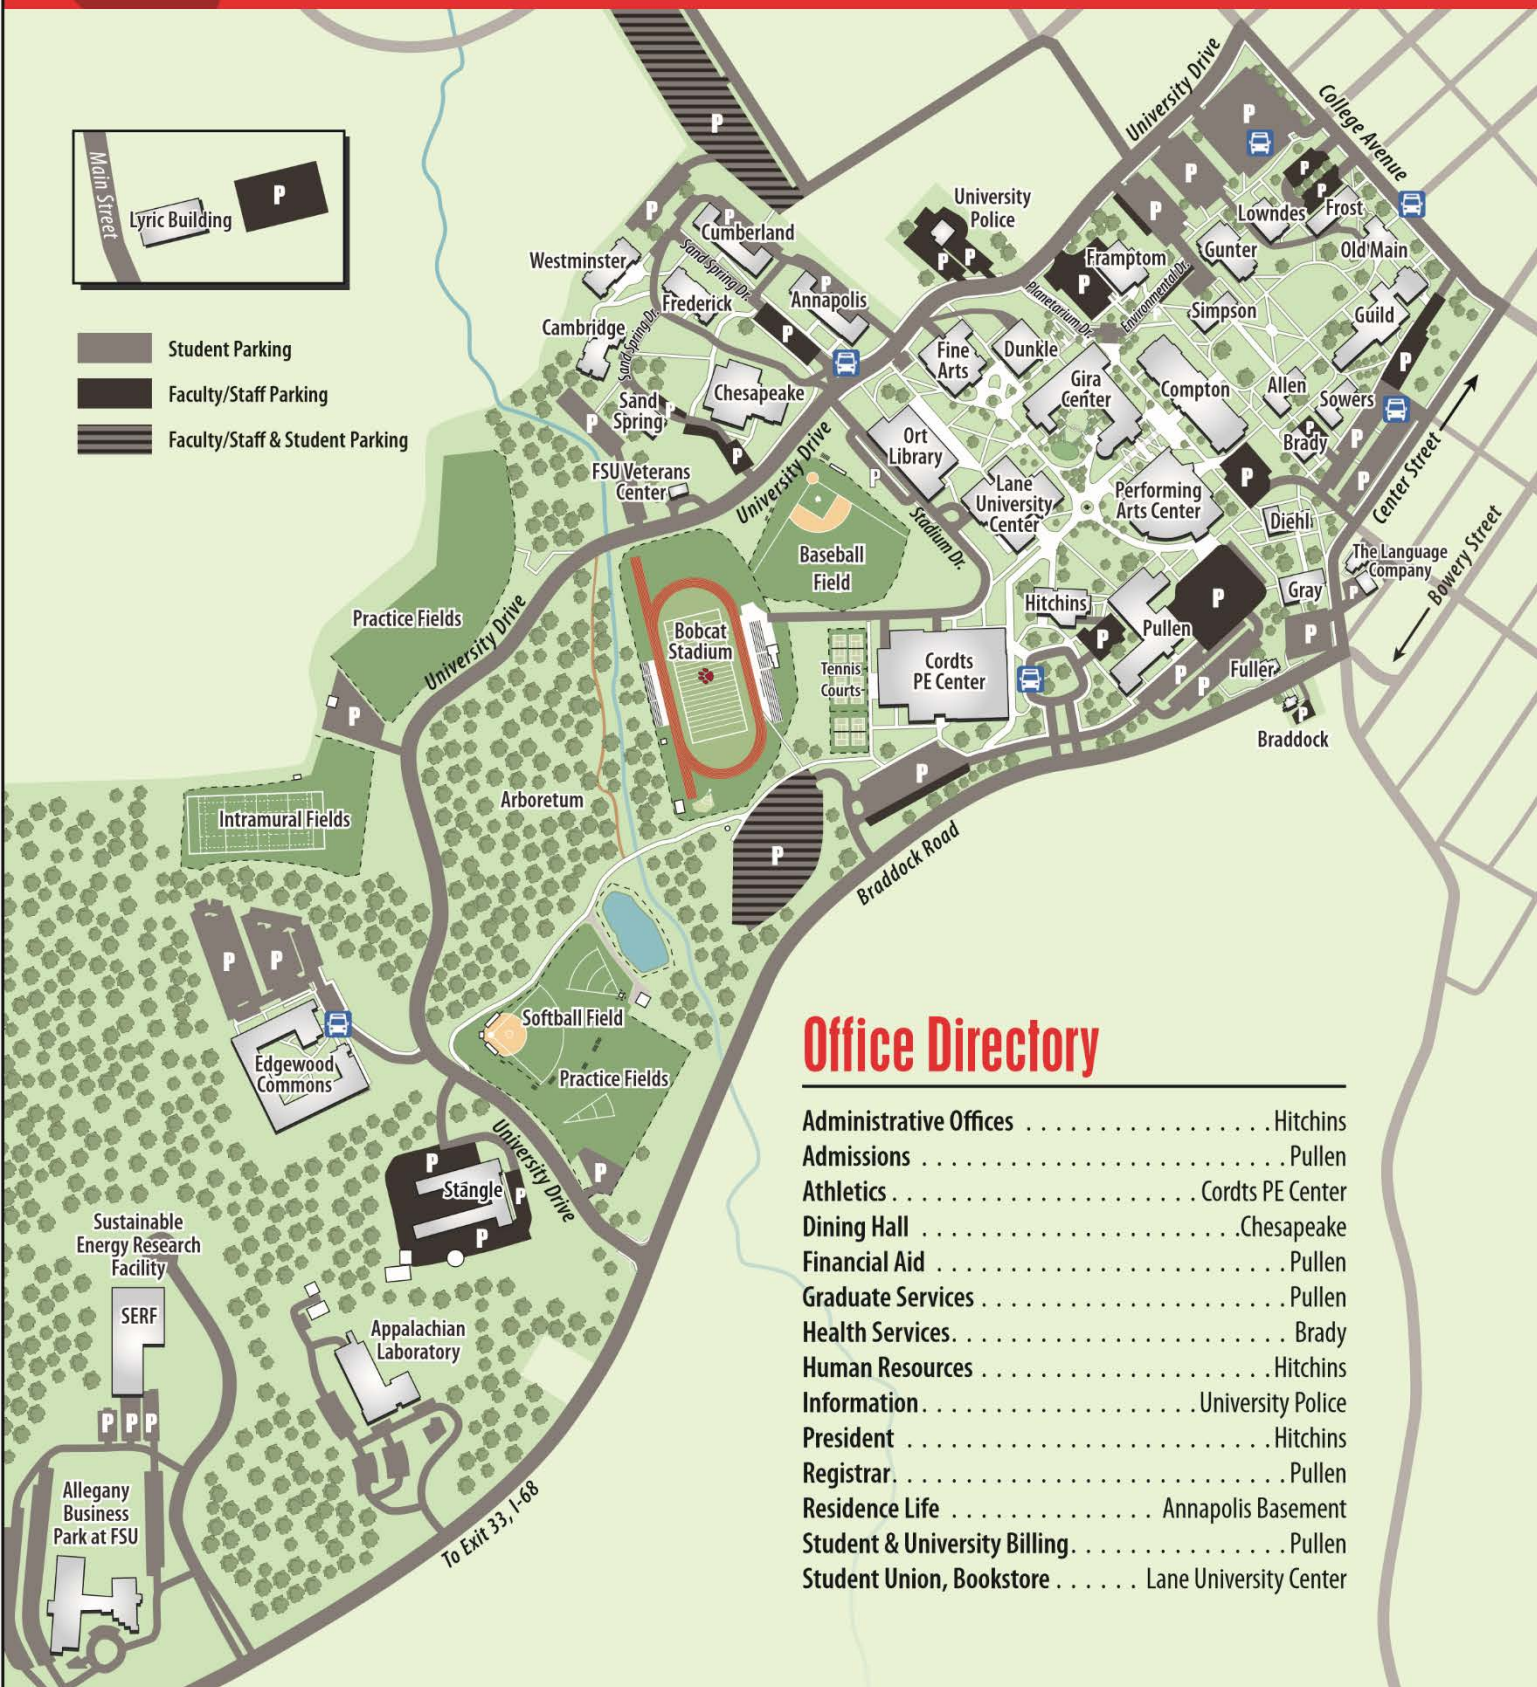 Main Street
Lyric Building
P
Student Parking
Faculty/Staff Parking
Faculty/Staff & Student Parking
P
P
P
Cumberland
Westminster
Sand Spring Dr.
Frederick
P
Annapolis
P
Cambridge
Sand Spring Dr.
Chesapeake
Sand
Spring
P
P
P
FSU Veterans
Center
University Drive
University
Police
P
P
University Drive
College Avenue
P
P
P
P
P
Lowndes
Frost
Old Main
Gunter
Frampton
P
Planetarium Dr.
Environmental Dr.
Simpson
Guild
P
Fine
Arts
Dunkle
Gira
Center
Compton
Allen
Sowers
P
Brady
P
P
Center Street
Bowery Street
Ort
Library
P
Lane
University
Center
Performing
Arts Center
P
Diehl
The Language
Company
P
Stadium Dr.
Baseball
Field
Gray
P
Hitchins
P
Pullen
P
P
P
Fuller
P
Braddock
Practice Fields
University Drive
P
Bobcat
Stadium
Tennis
Courts
Cordts
PE Center
P
P
Braddock Road
Arboretum
Intramural Fields
P
P
Edgewood
Commons
Softball Field
Practice Fields
University Drive
P
P
Stangle
P
P
Sustainable
Energy Research
Facility
SERF
P
P
P
Appalachian
Laboratory
Allegany
Business
Park at FSU
To Exit 33, I-68
Office Directory
Administrative Offices . . . . . . . . . . . . . . . . . Hitchins
Admissions . . . . . . . . . . . . . . . . . . . . . . . . . Pullen
Athletics . . . . . . . . . . . . . . . . . . . . . Cordts PE Center
Dining Hall . . . . . . . . . . . . . . . . . . . . . . Chesapeake
Financial Aid . . . . . . . . . . . . . . . . . . . . . . . . Pullen
Graduate Services . . . . . . . . . . . . . . . . . . . . . Pullen
Health Services. . . . . . . . . . . . . . . . . . . . . . . Brady
Human Resources . . . . . . . . . . . . . . . . . . . . . Hitchins
Information. . . . . . . . . . . . . . . . . . . University Police
President . . . . . . . . . . . . . . . . . . . . . . . . . Hitchins
Registrar. . . . . . . . . . . . . . . . . . . . . . . . . . . Pullen
Residence Life . . . . . . . . . . . . . . Annapolis Basement
Student & University Billing. . . . . . . . . . . . . . . Pullen
Student Union, Bookstore . . . . . . Lane University Center